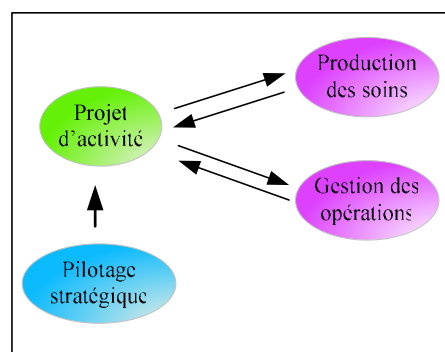 Production
des soins
Projet
d'activité
Gestion des
opérations
Pilotage
stratégique